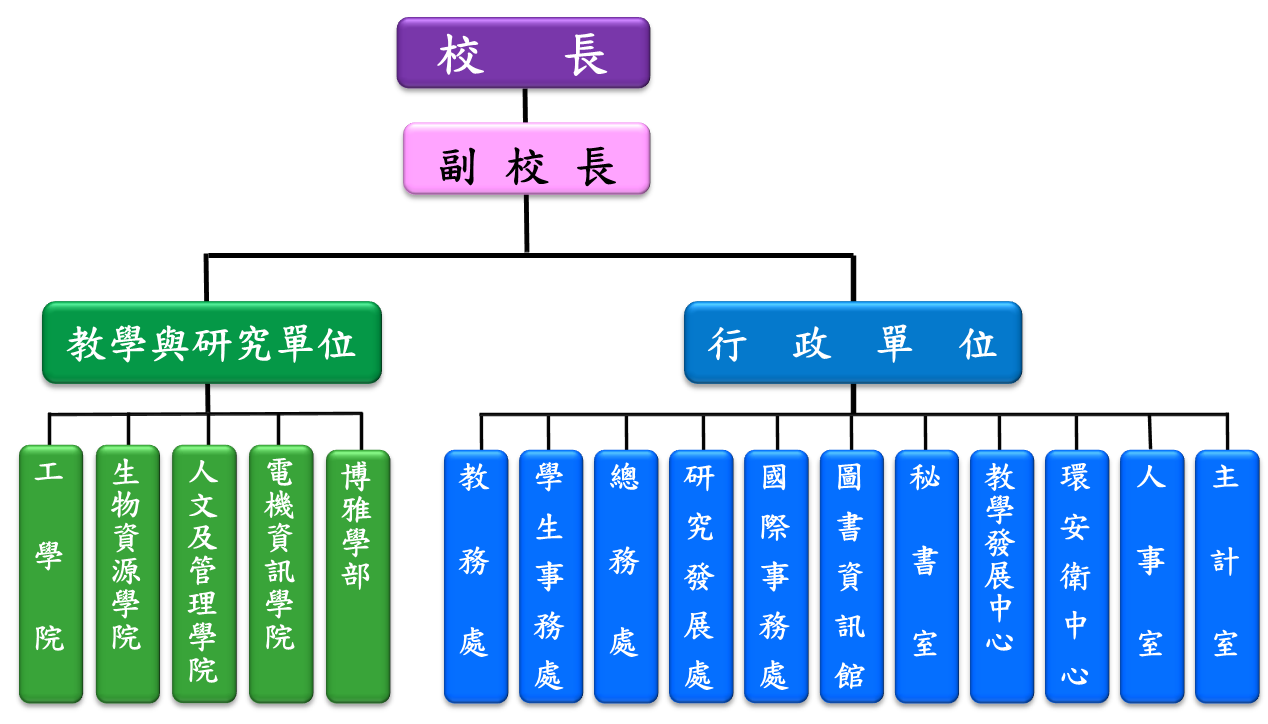 校長
副校長
教學與研究單位
行政單位
工學院
生物資源學院
人文及管理學院
電機資訊學院
博雅學部
教務處
學生事務處
總務處
研究發展處
國際事務處
圖書資訊館
秘書室
教學發展中心
環安衛中心
人事室
主計室